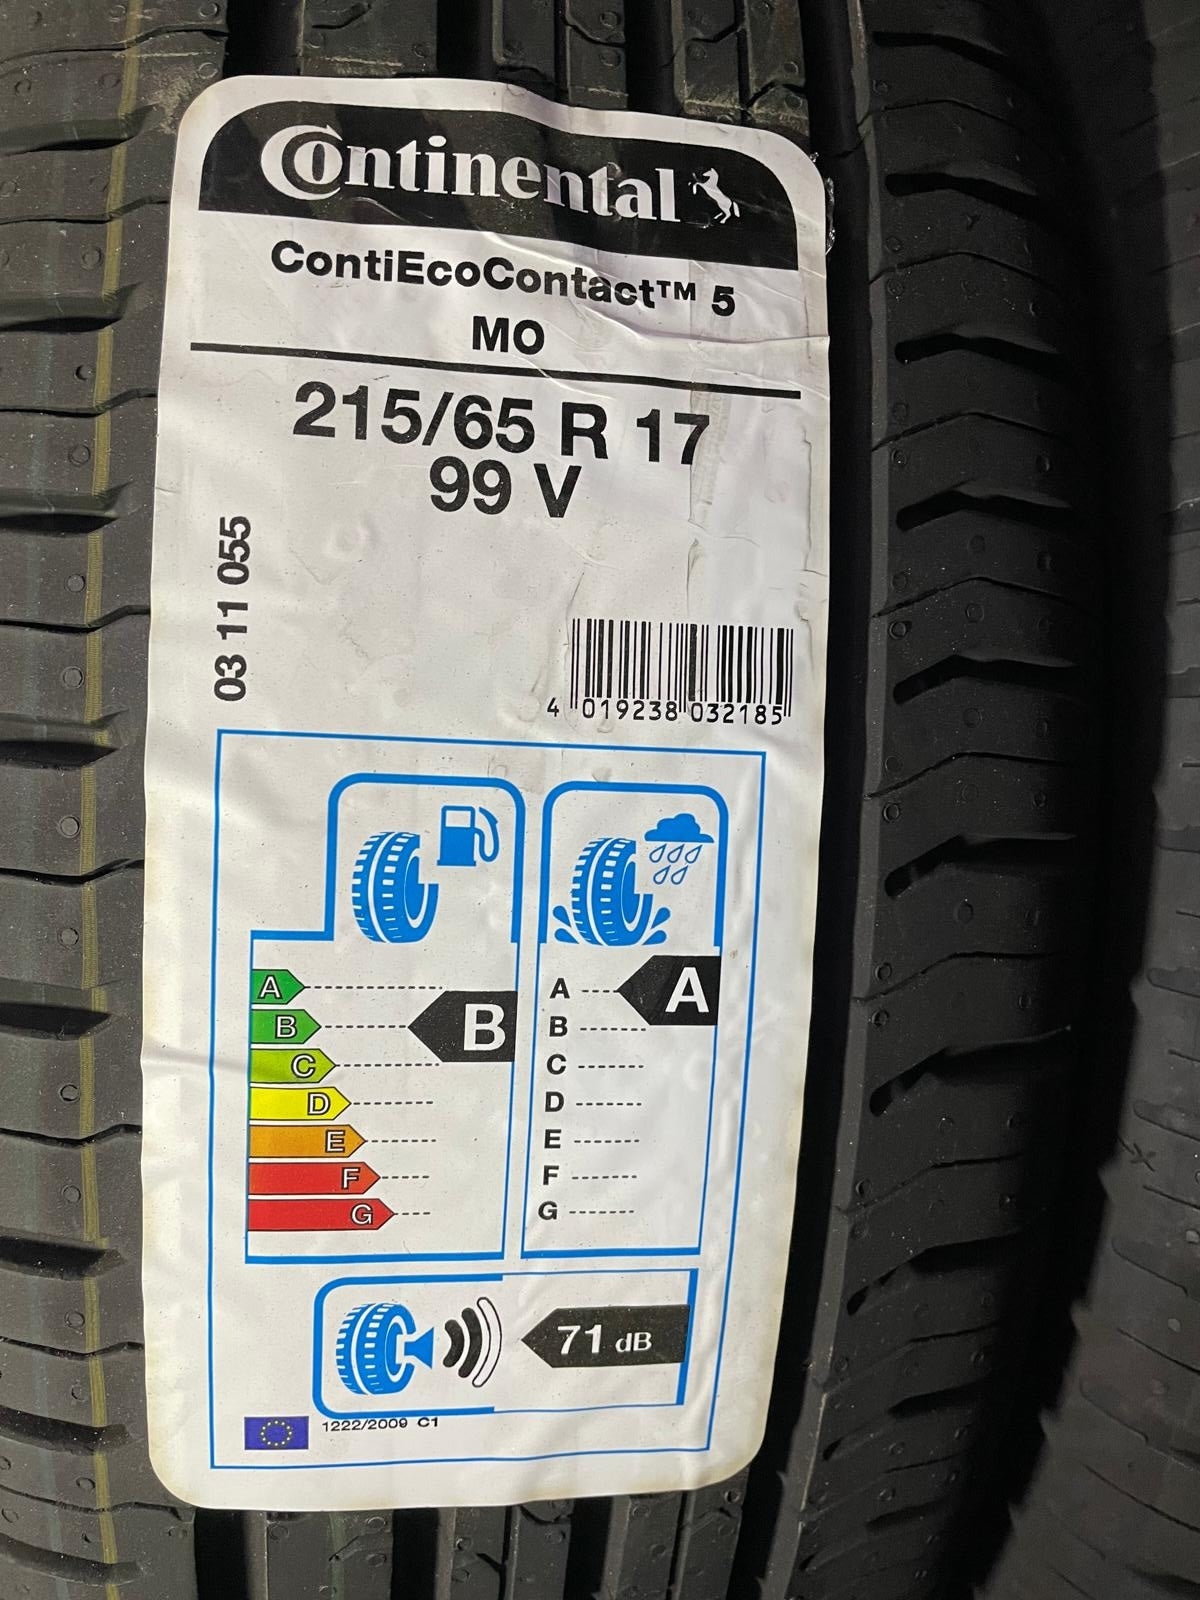 Continental
ContiEcoContact™ 5
MO
215/65 R 17
99 V
03 11 055
4 019238 032185
A
B
C
D
E
F
G
B
A
B
C
D
E
F
G
A
71 dB
1222/2009 C1